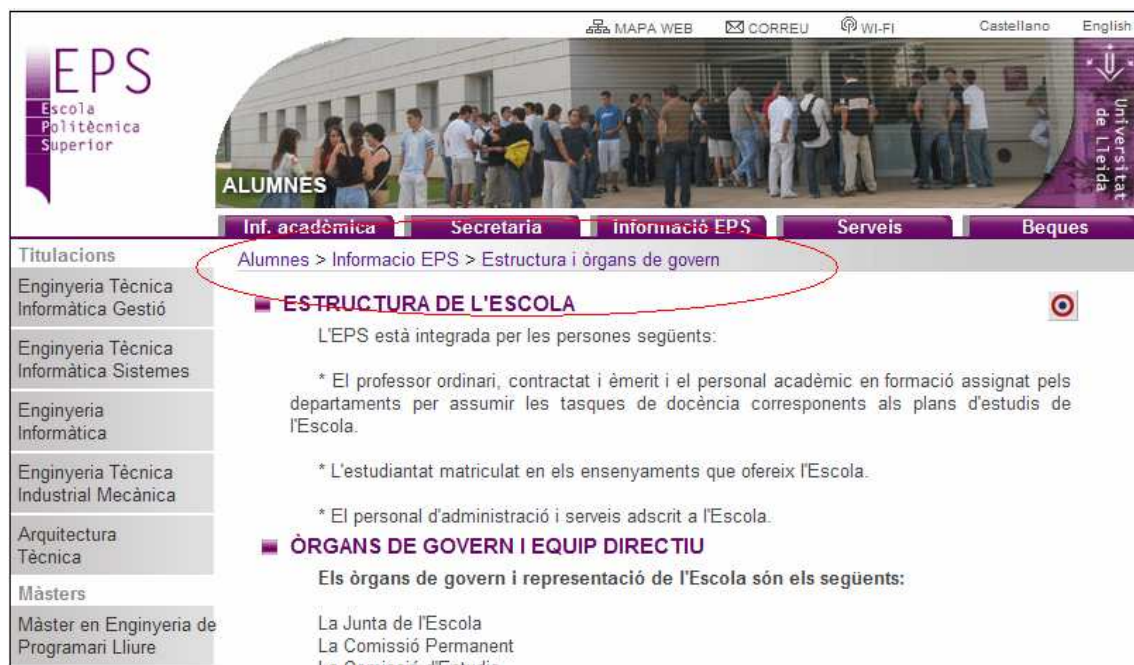 MAPA WEB CORREU WI-FI Castellano English
EPS
Escola
Politècnica
Superior
Universitat
de Lleida
ALUMNES
Inf. acadèmica Secretaria Informació EPS Serveis Beques
Titulacions
Enginyeria Tècnica
Informàtica Gestió
Enginyeria Tècnica
Informàtica Sistemes
Enginyeria
Informàtica
Enginyeria Tècnica
Industrial Mecànica
Arquitectura
Tècnica
Màsters
Màster en Enginyeria de
Programari Lliure
Alumnes > Informacio EPS > Estructura i òrgans de govern
ESTRUCTURA DE L'ESCOLA
L'EPS està integrada per les persones següents:
* El professor ordinari, contractat i èmerit i el personal acadèmic en formació assignat pels
departaments per assumir les tasques de docència corresponents als plans d'estudis de
l'Escola.
* L'estudiantat matriculat en els ensenyaments que ofereix l'Escola.
* El personal d'administració i serveis adscrit a l'Escola.
ÒRGANS DE GOVERN I EQUIP DIRECTIU
Els òrgans de govern i representació de l'Escola són els següents:
La Junta de l'Escola
La Comissió Permanent
La Comissió d'Estudis